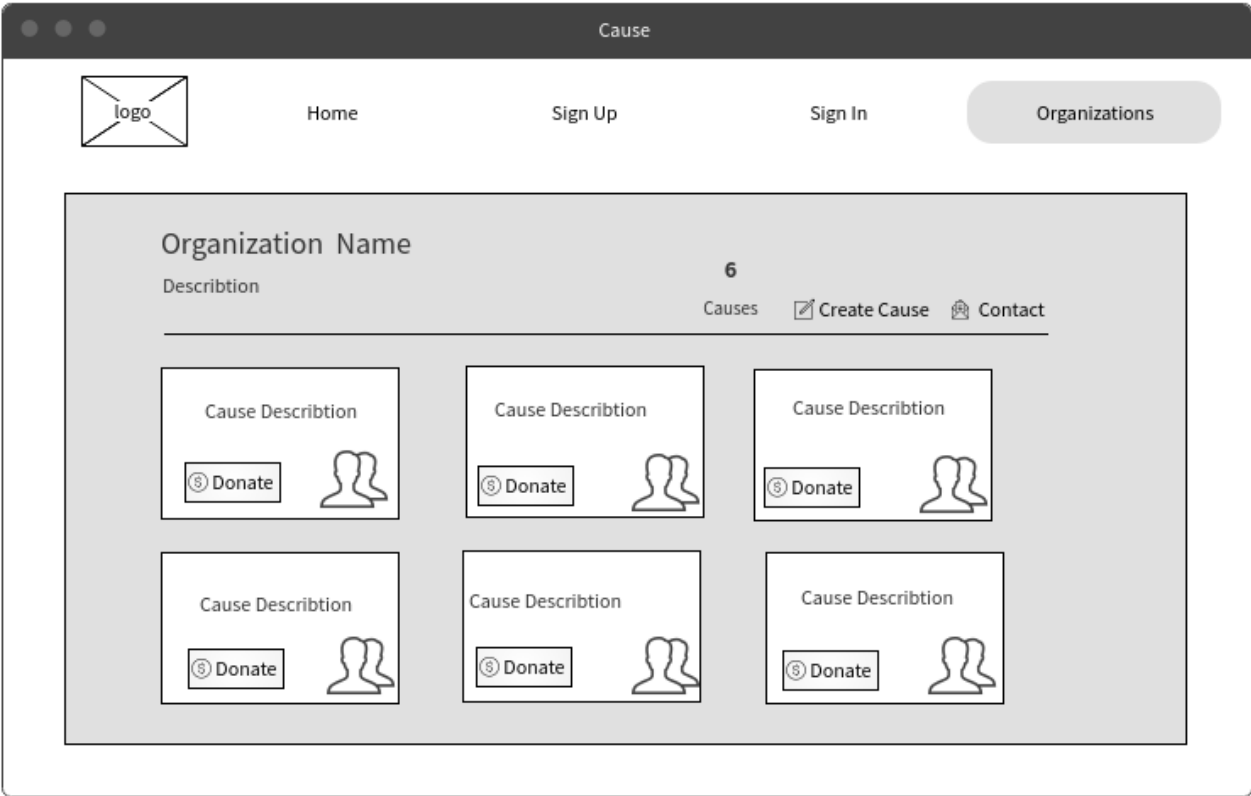 Cause
logo
Home
Sign Up
Sign In
Organizations
Organization Name
Describtion
6
Causes
Create Cause
Contact
Cause Describtion
Cause Describtion
Cause Describtion
$ Donate
$ Donate
$ Donate
Cause Describtion
Cause Describtion
Cause Describtion
$ Donate
$ Donate
$ Donate